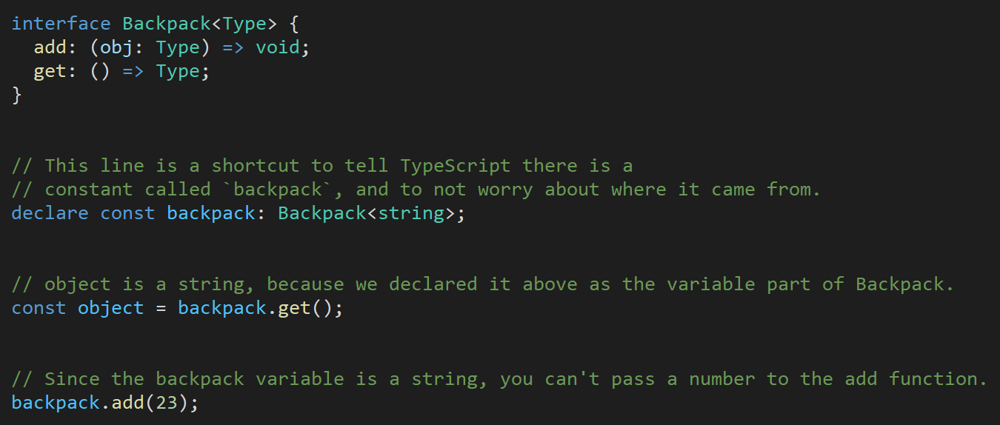 interface Backpack<Type> {
  add: (obj: Type) => void;
  get: () => Type;
}
// This line is a shortcut to tell TypeScript there is a
// constant called `backpack`, and to not worry about where it came from.
declare const backpack: Backpack<string>;
// object is a string, because we declared it above as the variable part of Backpack.
const object = backpack.get();
// Since the backpack variable is a string, you can't pass a number to the add function.
backpack.add(23);